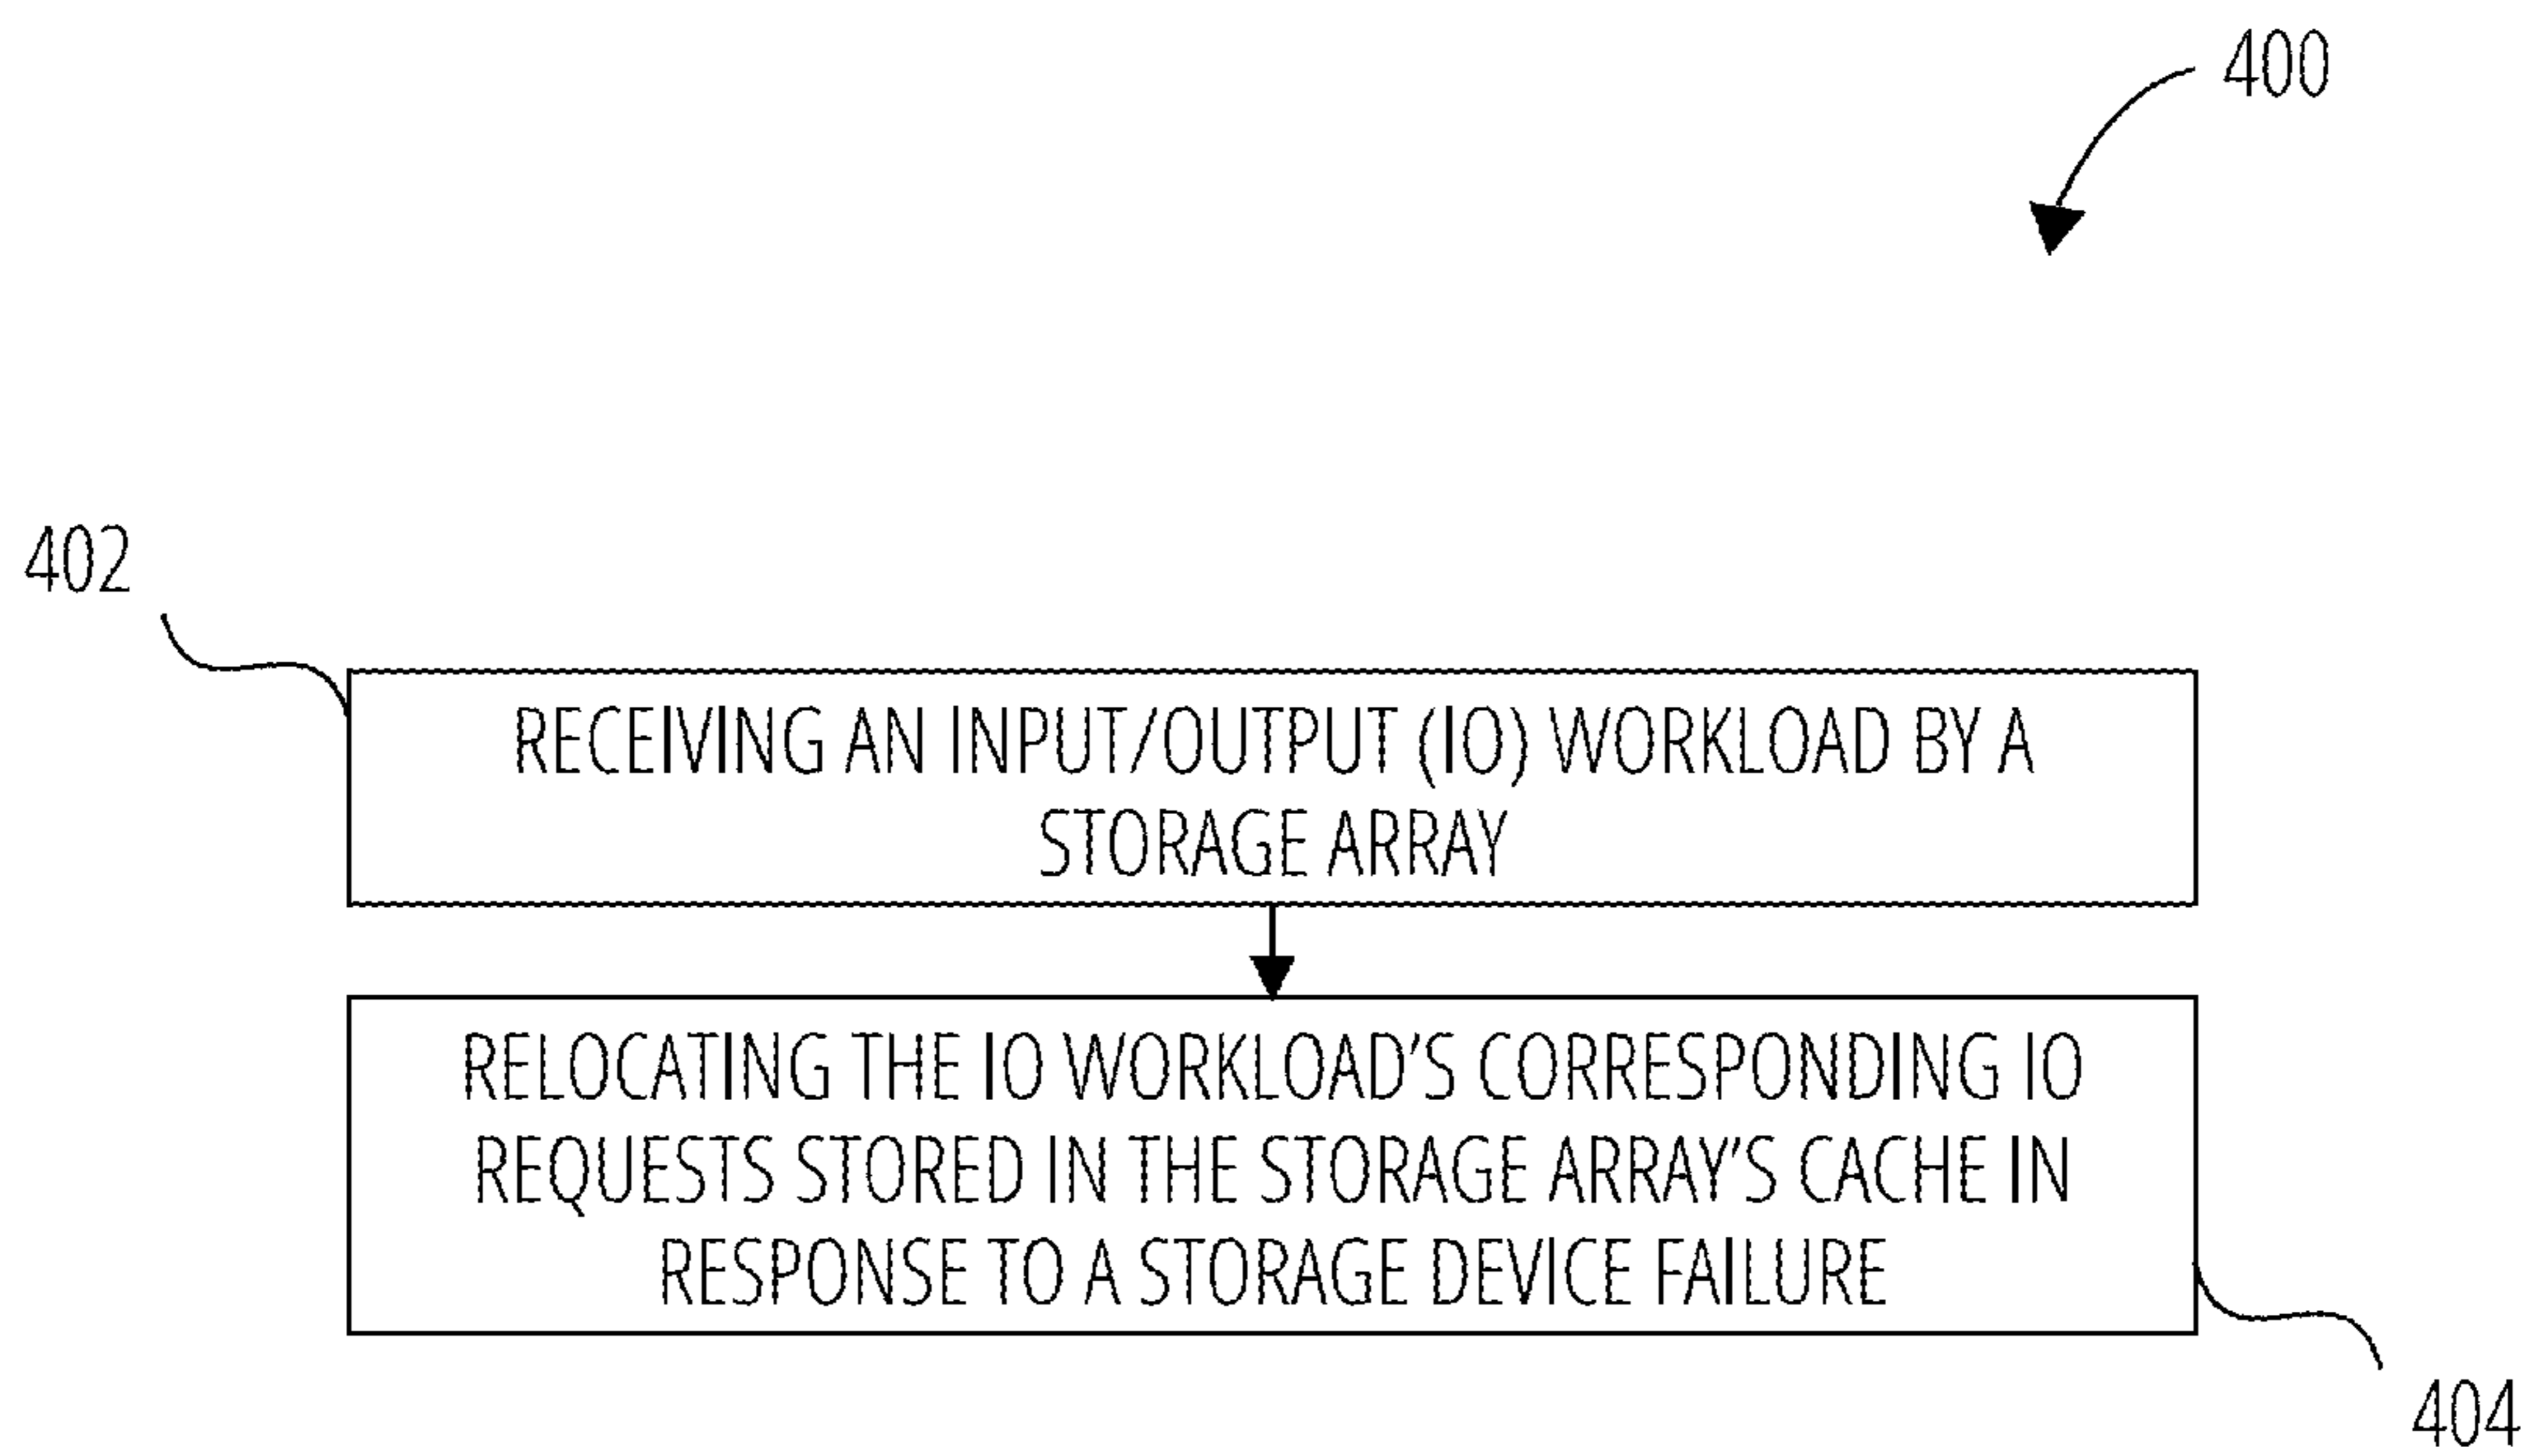 400
402
RECEIVING AN INPUT/OUTPUT (IO) WORKLOAD BY A
STORAGE ARRAY
RELOCATING THE IO WORKLOAD’S CORRESPONDING IO
REQUESTS STORED IN THE STORAGE ARRAY’S CACHE IN
RESPONSE TO A STORAGE DEVICE FAILURE
404